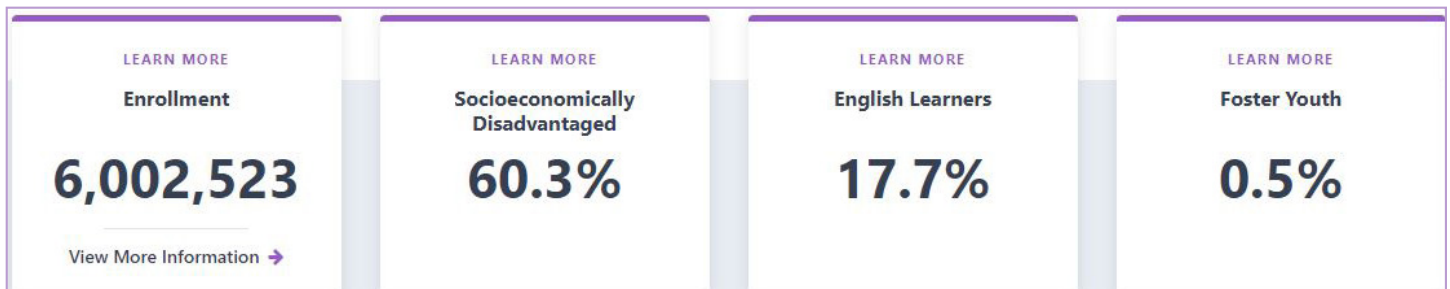 LEARN MORE
Enrollment
6,002,523
View More Information
LEARN MORE
Socioeconomically
Disadvantaged
60.3%
LEARN MORE
English Learners
17.7%
LEARN MORE
Foster Youth
0.5%